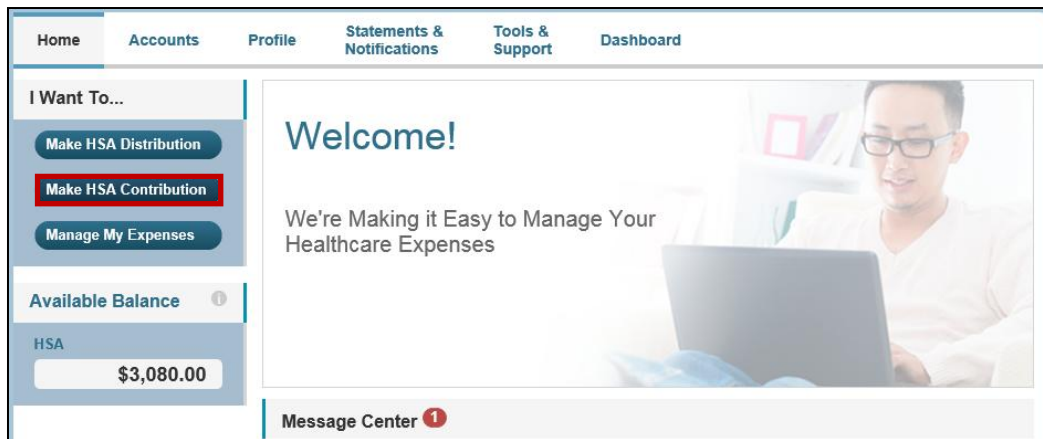 Home Accounts Profile Statements & Notifications Tools & Support Dashboard
I Want To...
Make HSA Distribution
Make HSA Contribution
Manage My Expenses
Available Balance
HSA
$3,080.00
Welcome!
We're Making it Easy to Manage Your
Healthcare Expenses
Message Center 1